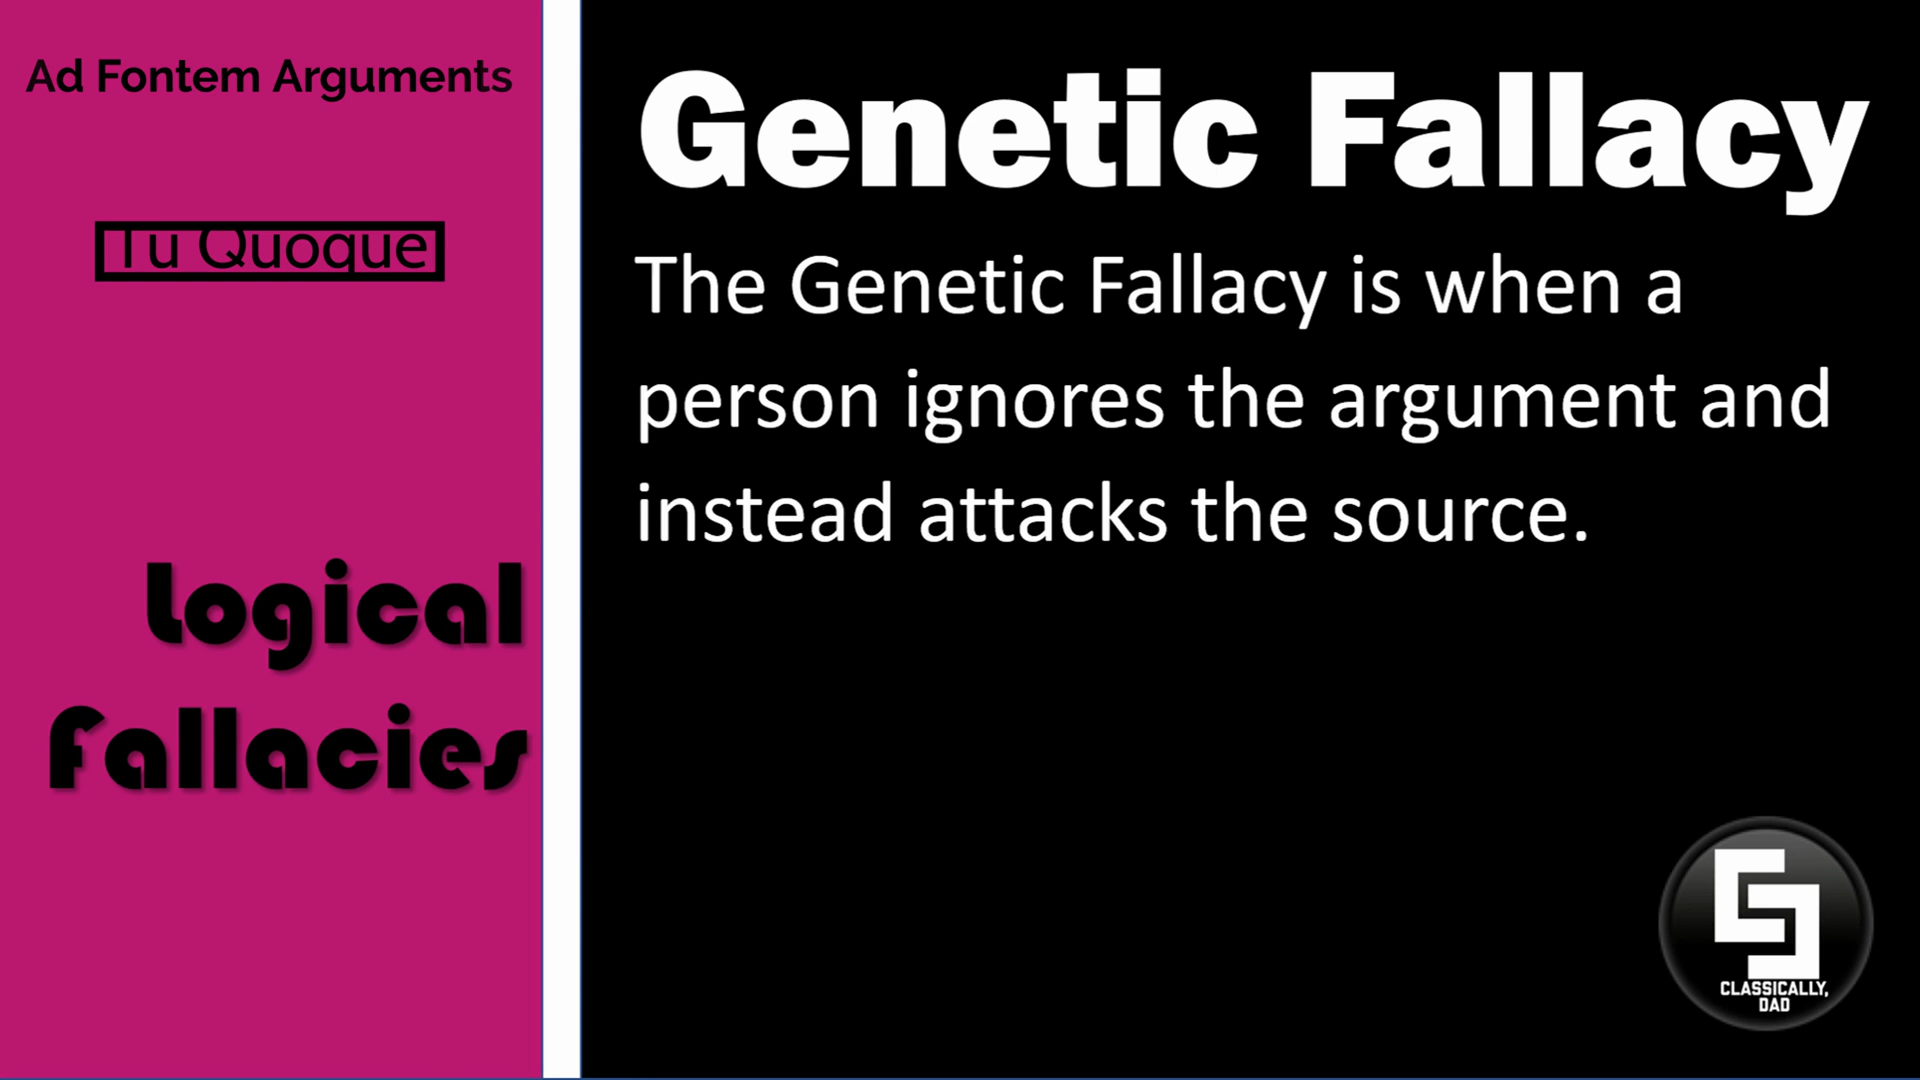 Ad Fontem Arguments
Tu Quoque
Logical
Fallacies
Genetic Fallacy
The Genetic Fallacy is when a
person ignores the argument and
instead attacks the source.
CLASSICALLY,
DAD